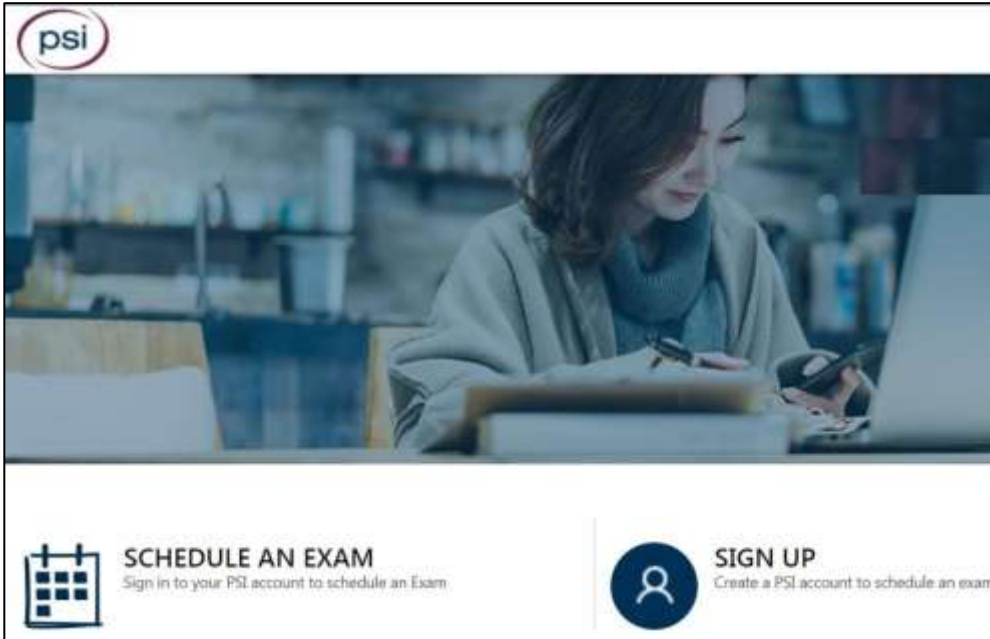 psi
SCHEDULE AN EXAM
Sign in to your PSI account to schedule an Exam
SIGN UP
Create a PSI account to schedule an exam